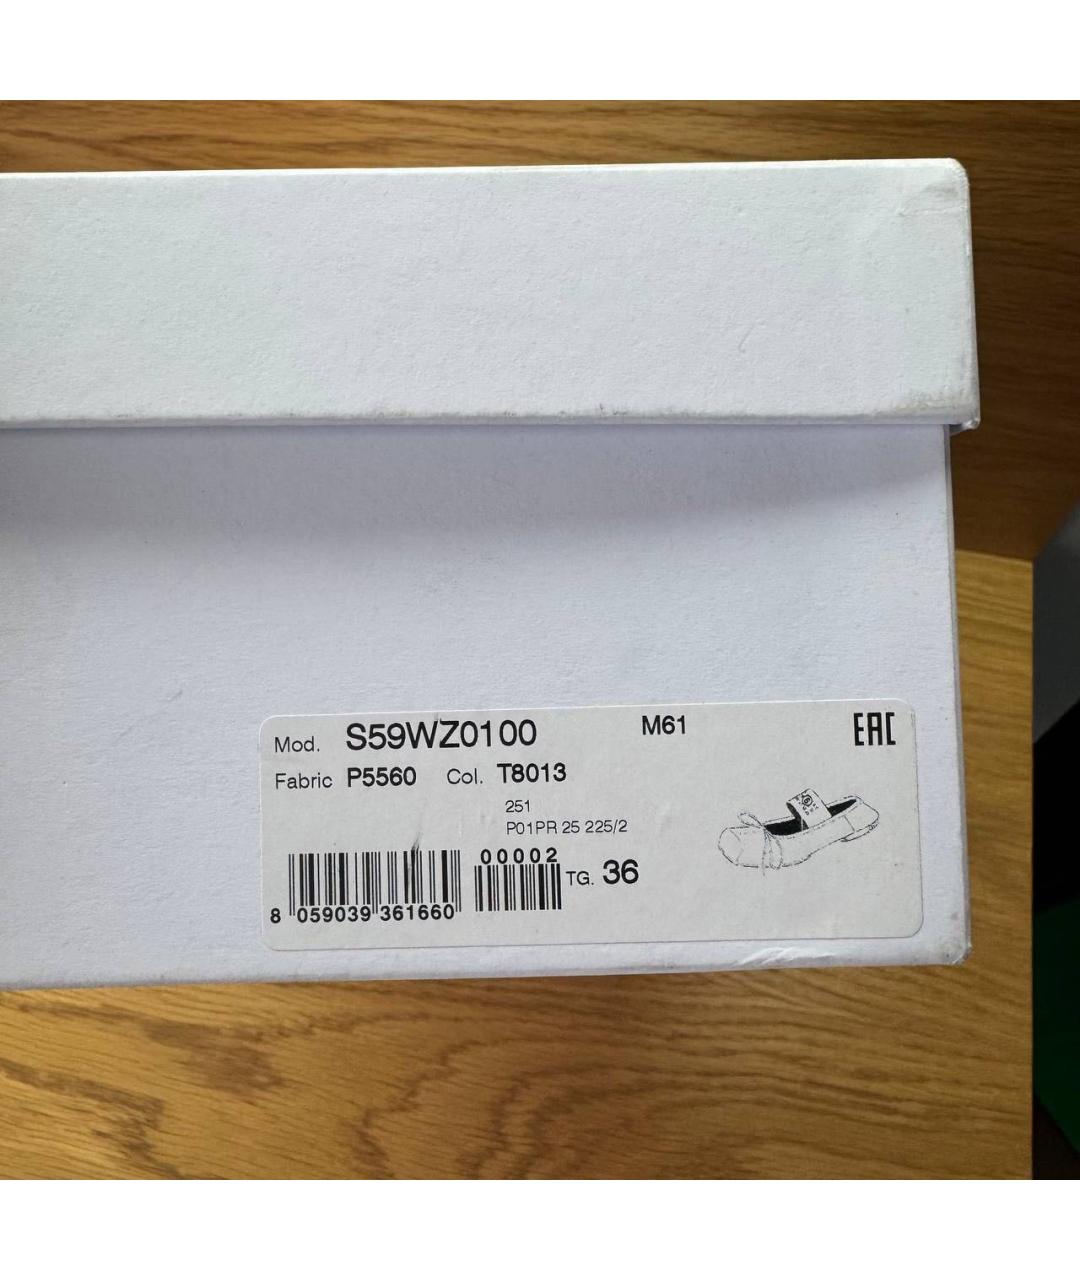 Mod. S59WZ0100 M61 EAC
Fabric P5560 Col. T8013
251
P01PR 25 225/2
00002
TG. 36
8 059039 361660